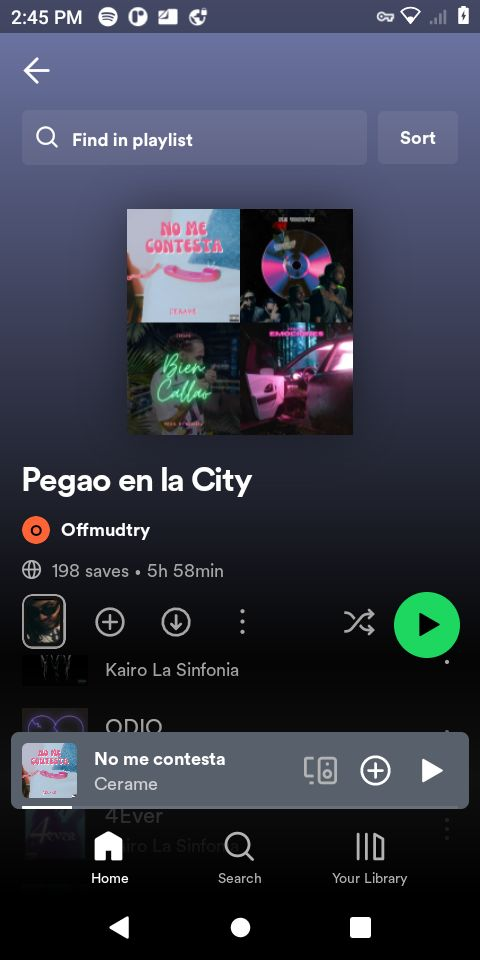 2:45 PM
Find in playlist
Sort
NO ME
CONTESTA
CERAME
Bien
Callao
EMOCIONES
Pegao en la City
O Offmudtry
198 saves • 5h 58min
Kairo La Sinfonia
ODIO
No me contesta
Cerame
4Ever
4ever
Kairo La Sinfonia
Home
Search
Your Library